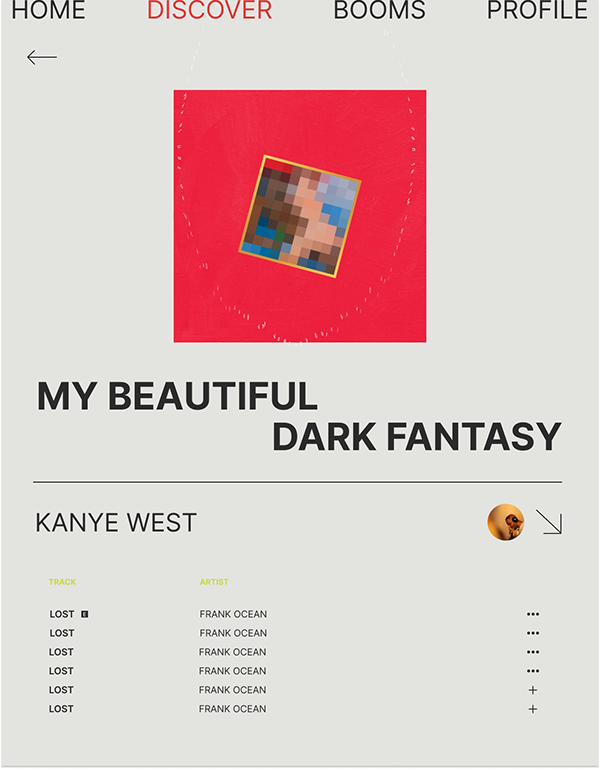 HOME DISCOVER BOOMS PROFILE
MY BEAUTIFUL
DARK FANTASY
KANYE WEST
TRACK ARTIST
LOST E FRANK OCEAN
LOST FRANK OCEAN
LOST FRANK OCEAN
LOST FRANK OCEAN
LOST FRANK OCEAN
LOST FRANK OCEAN